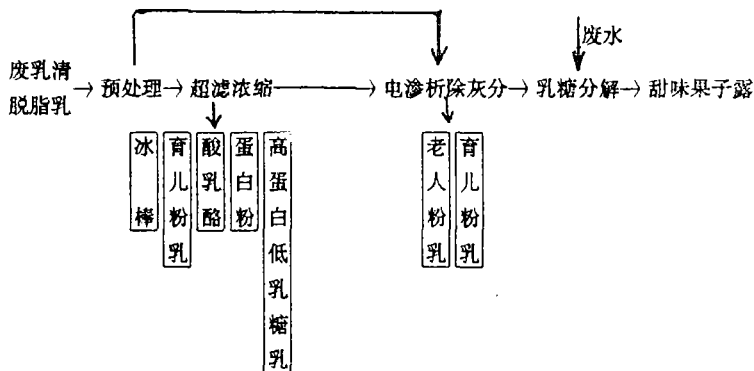 废水
废乳清
脱脂乳
→ 预处理 → 超滤浓缩 → 电渗析除灰分 → 乳糖分解 → 甜味果子露
冰棒
育儿粉乳
酸乳酪
蛋白粉
高蛋白低乳糖乳
老人粉乳
育儿粉乳